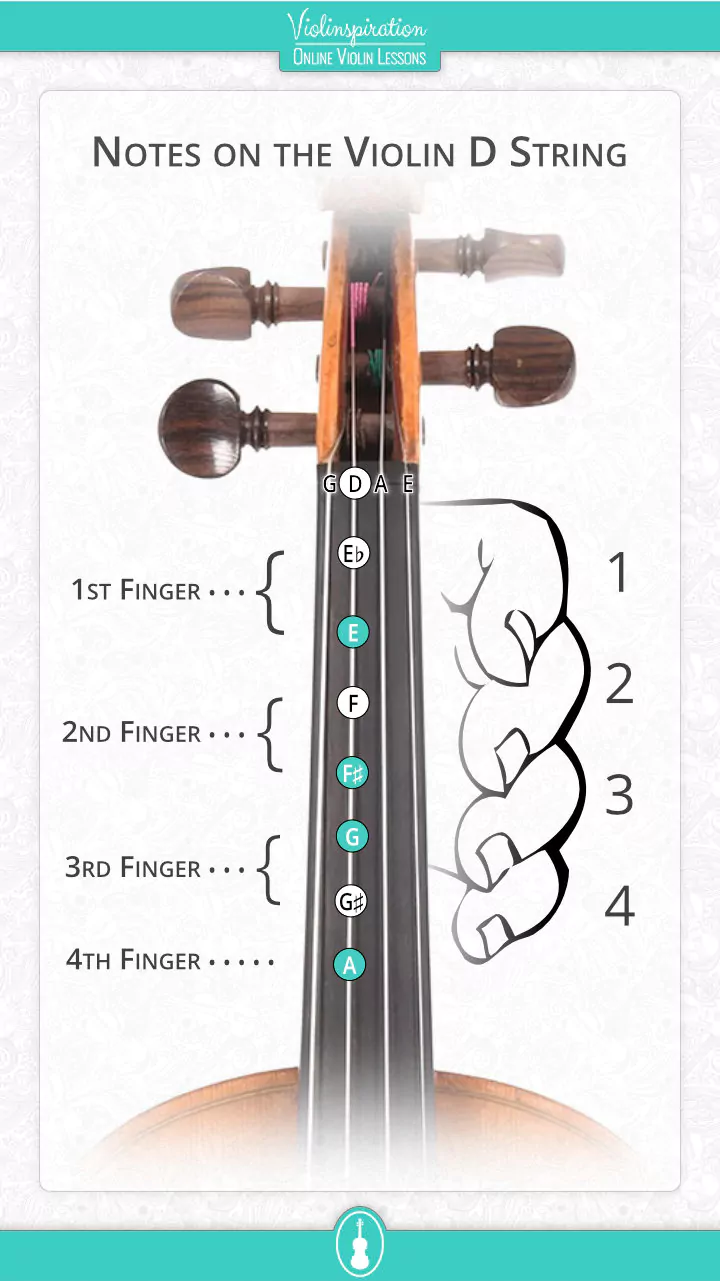 Violinspiration
Online Violin Lessons
Notes on the Violin D String
G D A E
E♭
1
1st Finger ····
E
2
F
2nd Finger ····
F♯
3
G
3rd Finger ····
G♯
4
4th Finger ·····
A